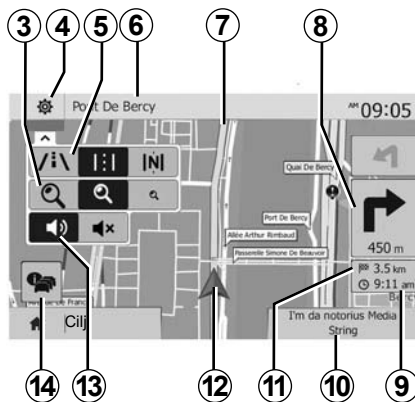 3 4 5 6 7 8
Pont De Bercy
AM 09:05
N
Quai De Bercy
Port De Bercy
Allée Arthur Rimbaud
Passerelle Simone De Beauvoir
450 m
3.5 km
9:11 am
Cilj
I'm da notorius Media
String
14 13 12 11 10 9